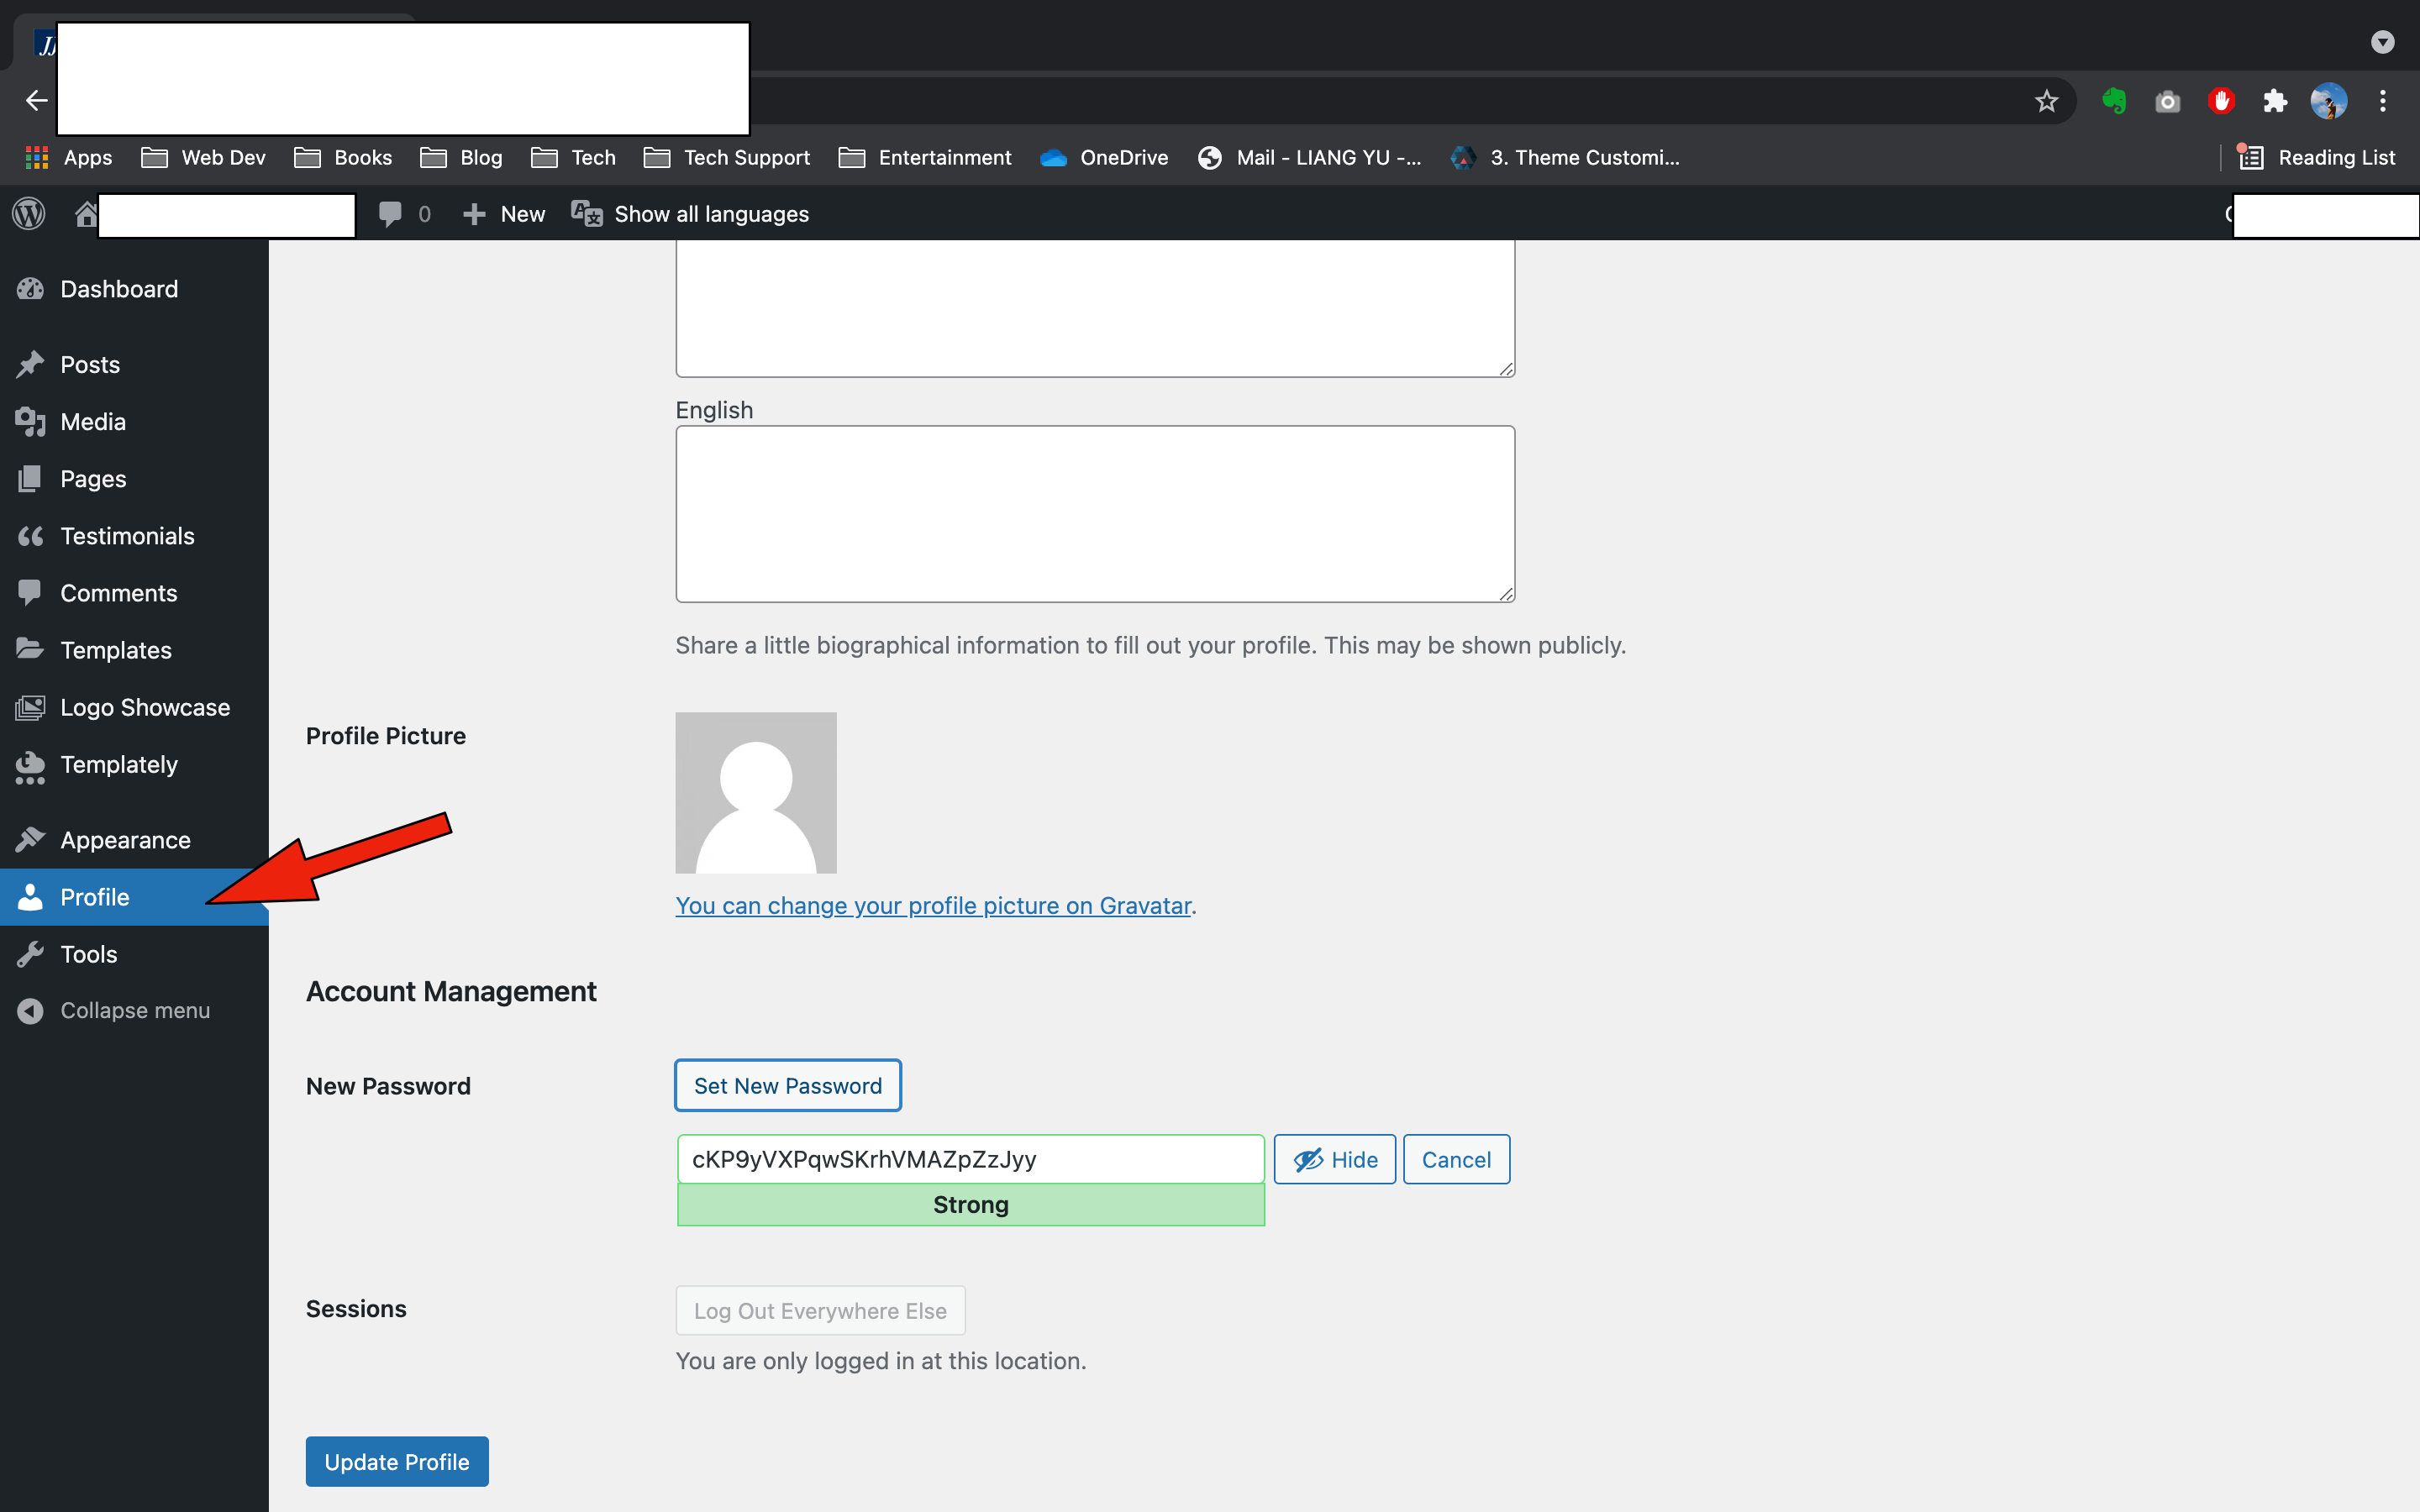 Apps Web Dev Books Blog Tech Tech Support Entertainment OneDrive Mail - LIANG YU -... 3. Theme Customi... Reading List
0 New Show all languages
Dashboard
Posts
Media
Pages
Testimonials
Comments
Templates
Logo Showcase
Templately
Appearance
Profile
Tools
Collapse menu
English
Share a little biographical information to fill out your profile. This may be shown publicly.
Profile Picture
You can change your profile picture on Gravatar.
Account Management
New Password
Set New Password
cKP9yVXPqwSKrhVMAZpZzJyy
Hide
Cancel
Strong
Sessions
Log Out Everywhere Else
You are only logged in at this location.
Update Profile